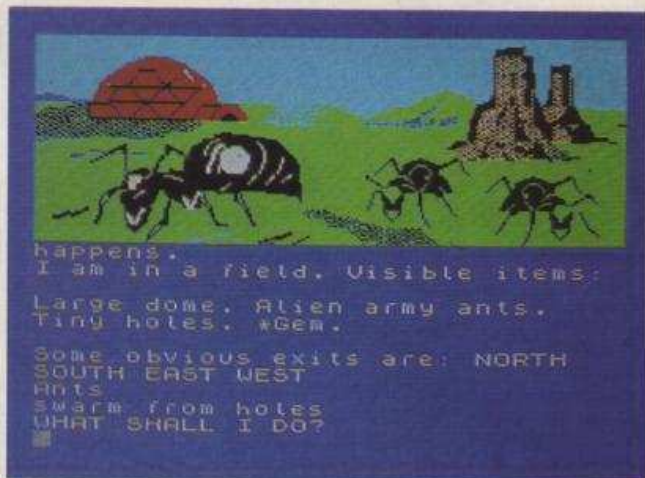 happens.
I am in a field. Visible items:
Large dome. Alien army ants.
Tiny holes. *Gem.
Some obvious exits are: NORTH
SOUTH EAST WEST
Ants
swarm from holes
WHAT SHALL I DO?